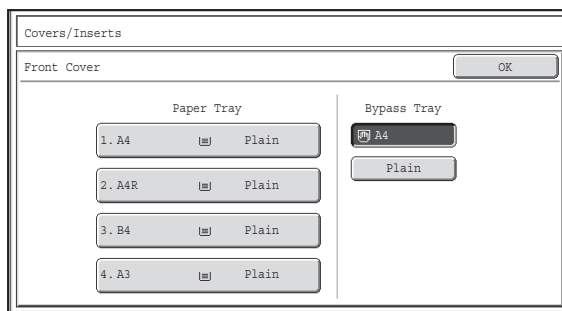 Covers/Inserts
Front Cover
OK
Paper Tray
Bypass Tray
1. A4 Plain
2. A4R Plain
3. B4 Plain
4. A3 Plain
A4
Plain